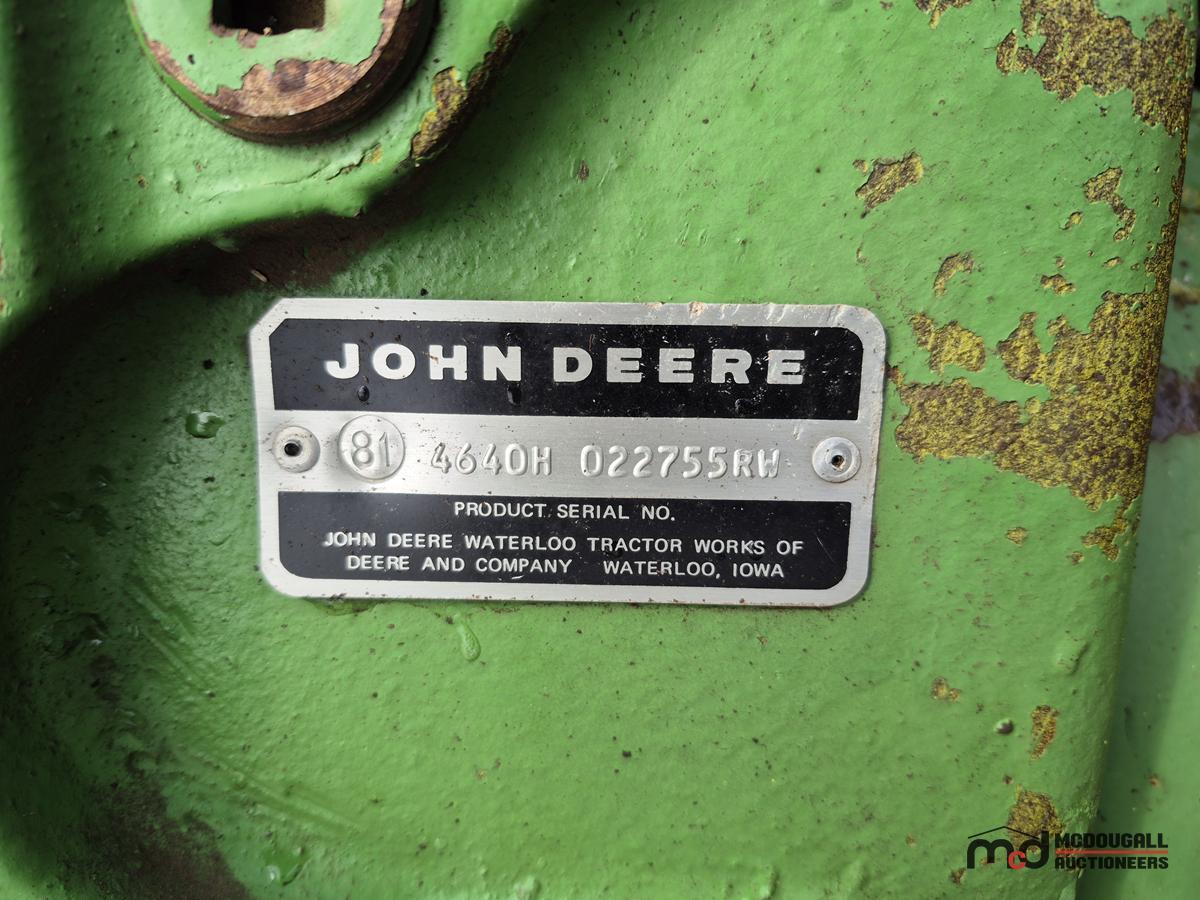 JOHN DEERE
81 4640H 022755RW
PRODUCT SERIAL NO.
JOHN DEERE WATERLOO TRACTOR WORKS OF
DEERE AND COMPANY WATERLOO, IOWA
mcd MCDOUGALL
AUCTIONEERS